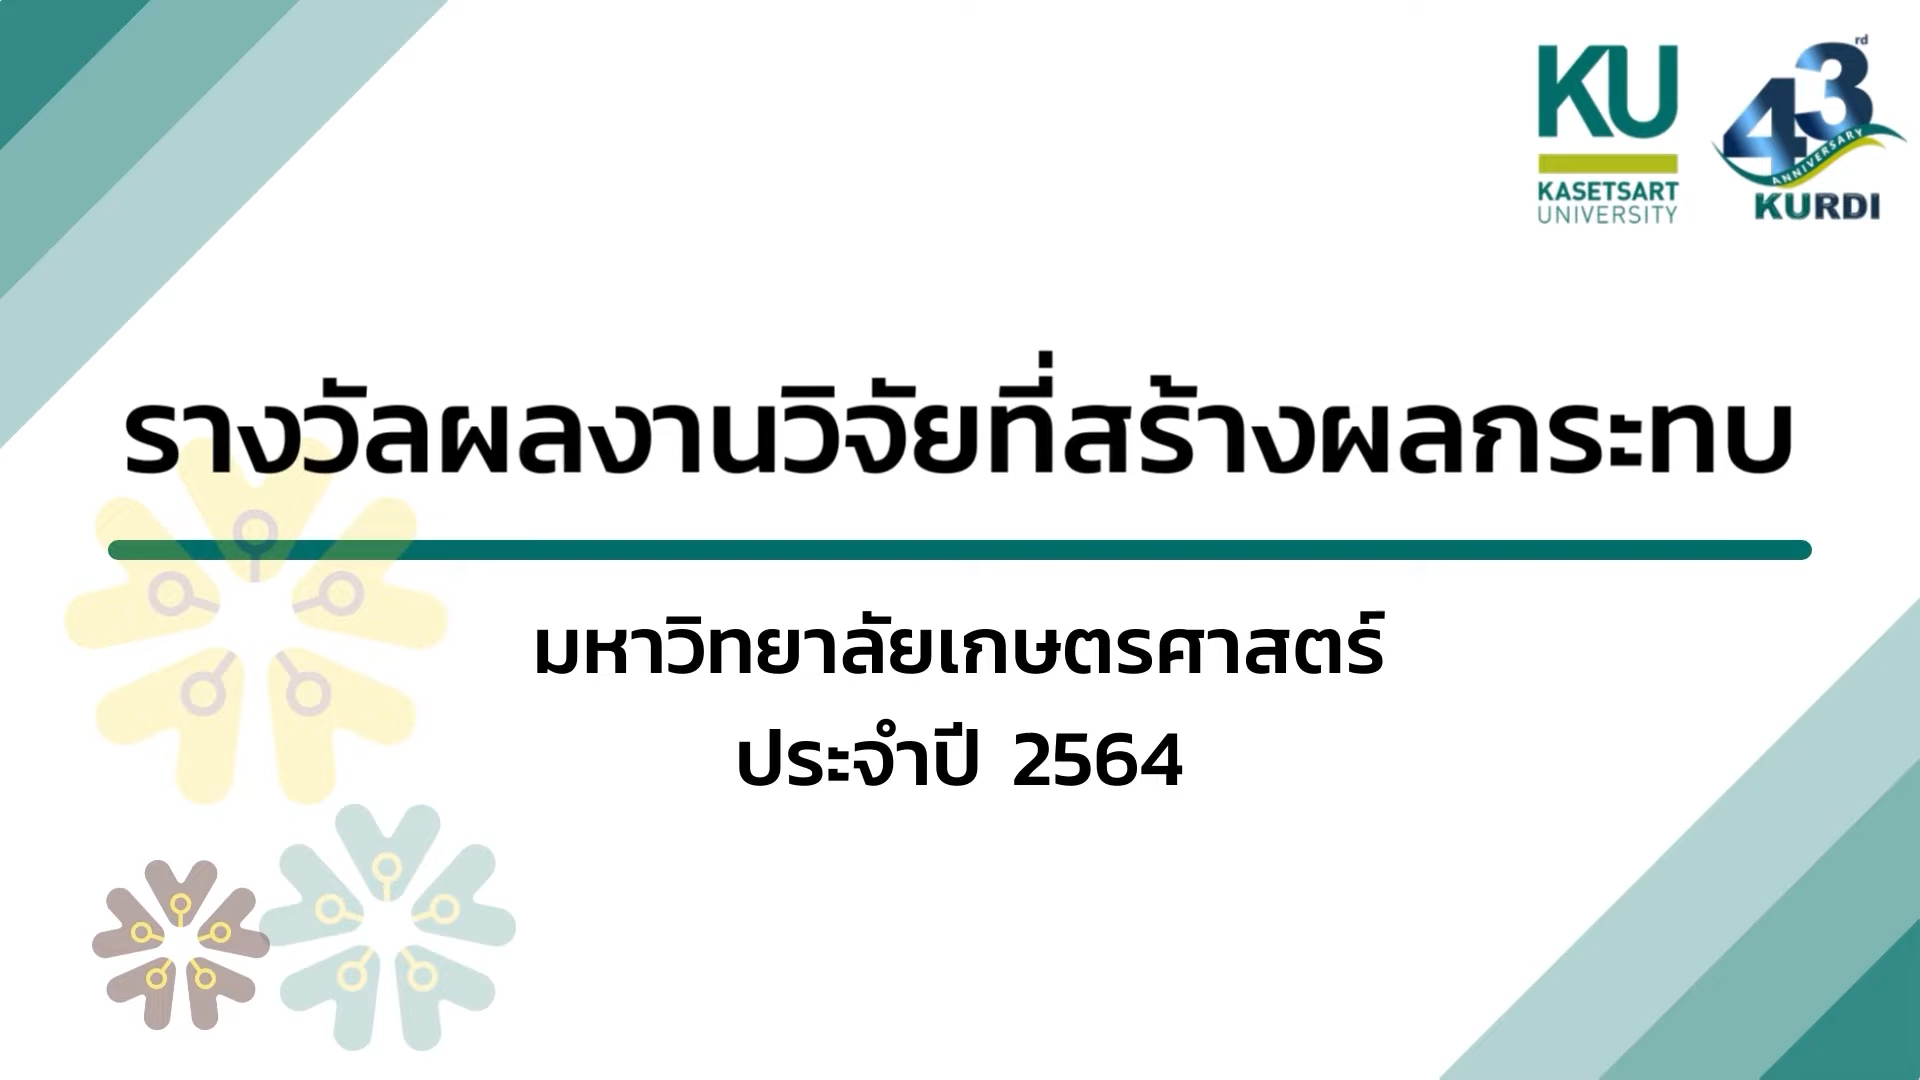 KU
KASETSART
UNIVERSITY
43rd
ANNIVERSARY
KURDI
รางวัลผลงานวิจัยที่สร้างผลกระทบ
มหาวิทยาลัยเกษตรศาสตร์
ประจำปี 2564